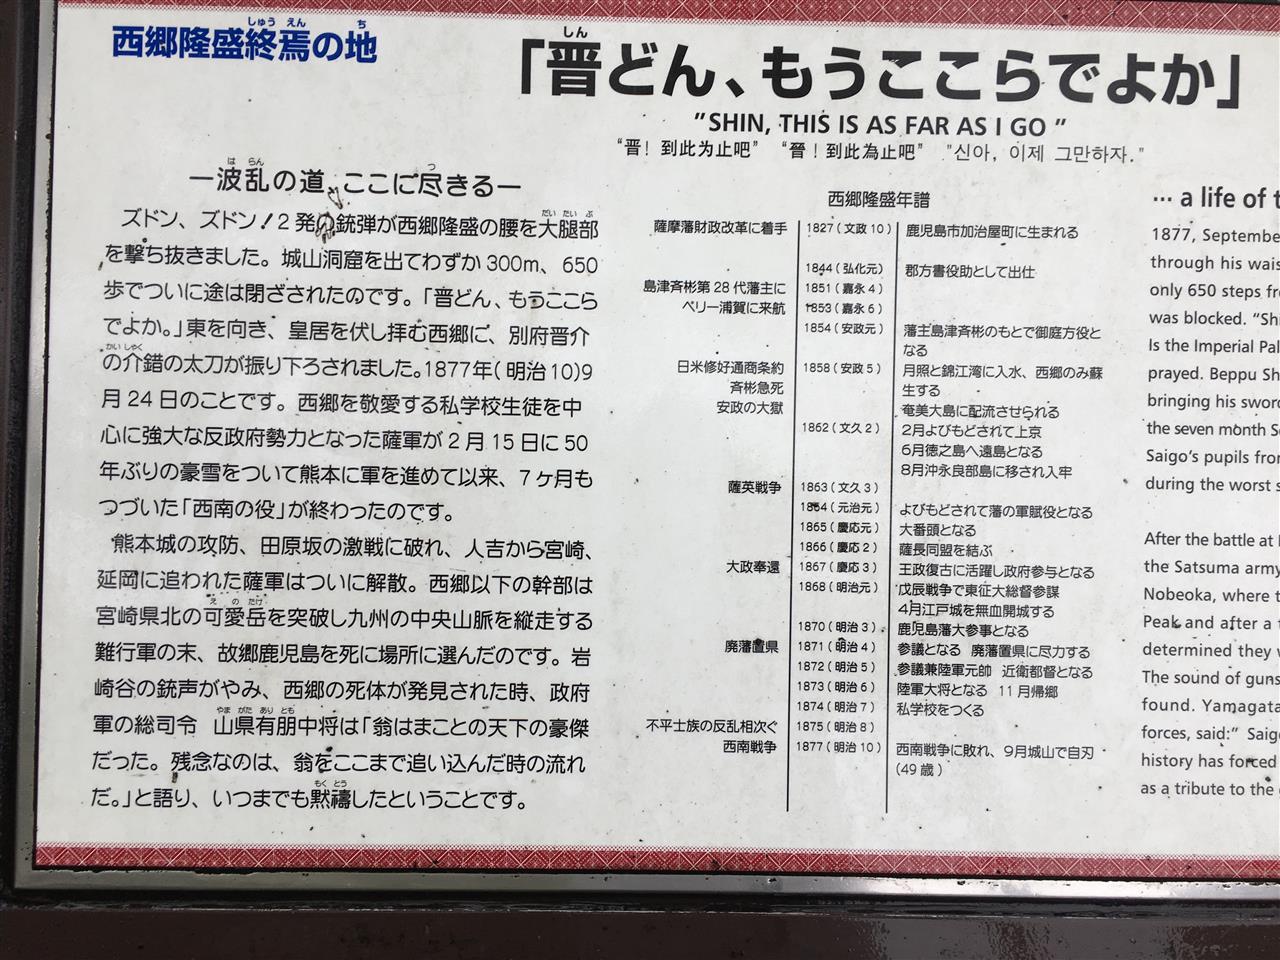 西郷隆盛終焉の地
しゅう えん ち
「晋どん、もうここらでよか」
しん
"SHIN, THIS IS AS FAR AS I GO "
"晋！到此为止吧" "晉！到此為止吧" "신아, 이제 그만하자."
―波乱の道、ここに尽きる―
は らん つ
ズドン、ズドン！2発の銃弾が西郷隆盛の腰を大腿部
だい たい ぶ
を撃ち抜きました。城山洞窟を出てわずか300m、650
歩でついに途は閉ざされたのです。「晋どん、もうここら
でよか。」東を向き、皇居を伏し拝む西郷に、別府晋介
の介錯の太刀が振り下ろされました。1877年(明治10)9
かい しゃく
月24日のことです。西郷を敬愛する私学校生徒を中
心に強大な反政府勢力となった薩軍が2月15日に50
年ぶりの豪雪をついて熊本に軍を進めて以来、7ヶ月も
つづいた「西南の役」が終わったのです。
熊本城の攻防、田原坂の激戦に破れ、人吉から宮崎、
延岡に追われた薩軍はついに解散。西郷以下の幹部は
宮崎県北の可愛岳を突破し九州の中央山脈を縦走する
え の たけ
難行軍の末、故郷鹿児島を死に場所に選んだのです。岩
崎谷の銃声がやみ、西郷の死体が発見された時、政府
軍の総司令 山県有朋中将は「翁はまことの天下の豪傑
やま がた あり とも
だった。残念なのは、翁をここまで追い込んだ時の流れ
だ。」と語り、いつまでも黙禱したということです。
もく とう
西郷隆盛年譜
薩摩藩財政改革に着手 1827(文政10) 鹿児島市加治屋町に生まれる
1844(弘化元) 郡方書役助として出仕
島津斉彬第28代藩主に 1851(嘉永4)
ペリー浦賀に来航 1853(嘉永6)
1854(安政元) 藩主島津斉彬のもとで御庭方役と
なる
日米修好通商条約 1858(安政5) 月照と錦江湾に入水、西郷のみ蘇
斉彬急死 生する
安政の大獄 奄美大島に配流させられる
1862(文久2) 2月よびもどされて上京
6月徳之島へ遠島となる
8月沖永良部島に移され入牢
薩英戦争 1863(文久3)
1864(元治元) よびもどされて藩の軍賦役となる
1865(慶応元) 大番頭となる
1866(慶応2) 薩長同盟を結ぶ
大政奉還 1867(慶応3) 王政復古に活躍し政府参与となる
1868(明治元) 戊辰戦争で東征大総督参謀
4月江戸城を無血開城する
1870(明治3) 鹿児島藩大参事となる
廃藩置県 1871(明治4) 参議となる 廃藩置県に尽力する
1872(明治5) 参議兼陸軍元帥 近衛都督となる
1873(明治6) 陸軍大将となる 11月帰郷
1874(明治7) 私学校をつくる
不平士族の反乱相次ぐ 1875(明治8)
西南戦争 1877(明治10) 西南戦争に敗れ、9月城山で自刃
(49歳)
… a life of t
1877, September
through his wais
only 650 steps fr
was blocked. "Shi
Is the Imperial Pal
prayed. Beppu Sh
bringing his sword
the seven month S
Saigo's pupils from
during the worst s
After the battle at
the Satsuma army
Nobeoka, where t
Peak and after a
determined they w
The sound of guns
found. Yamagata
forces, said:" Saigo
history has forced
as a tribute to the